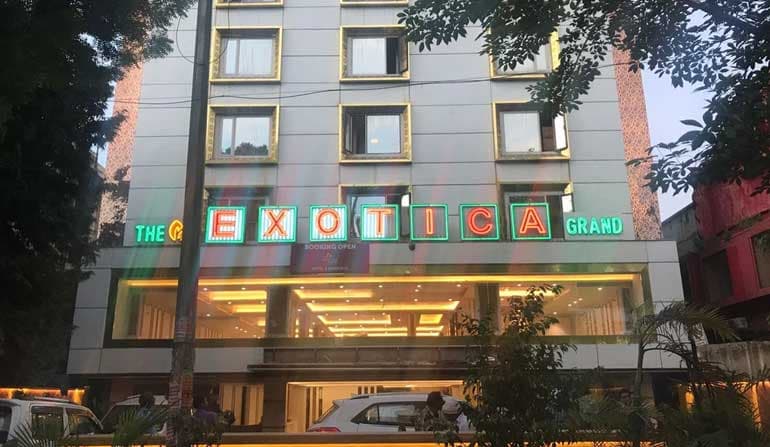 THE EXOTICA GRAND
BOOKING OPEN